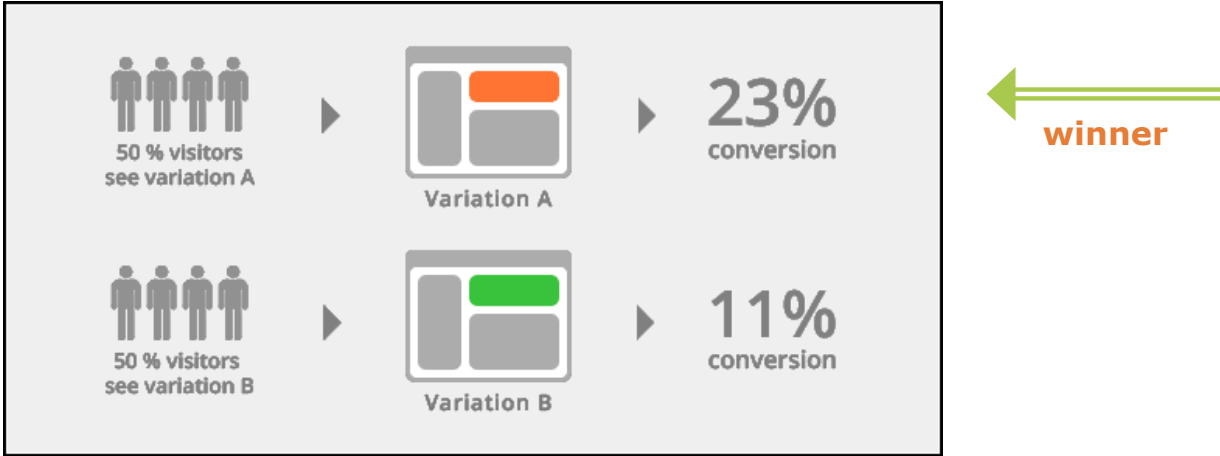 50 % visitors
see variation A
Variation A
23%
conversion
winner
50 % visitors
see variation B
Variation B
11%
conversion